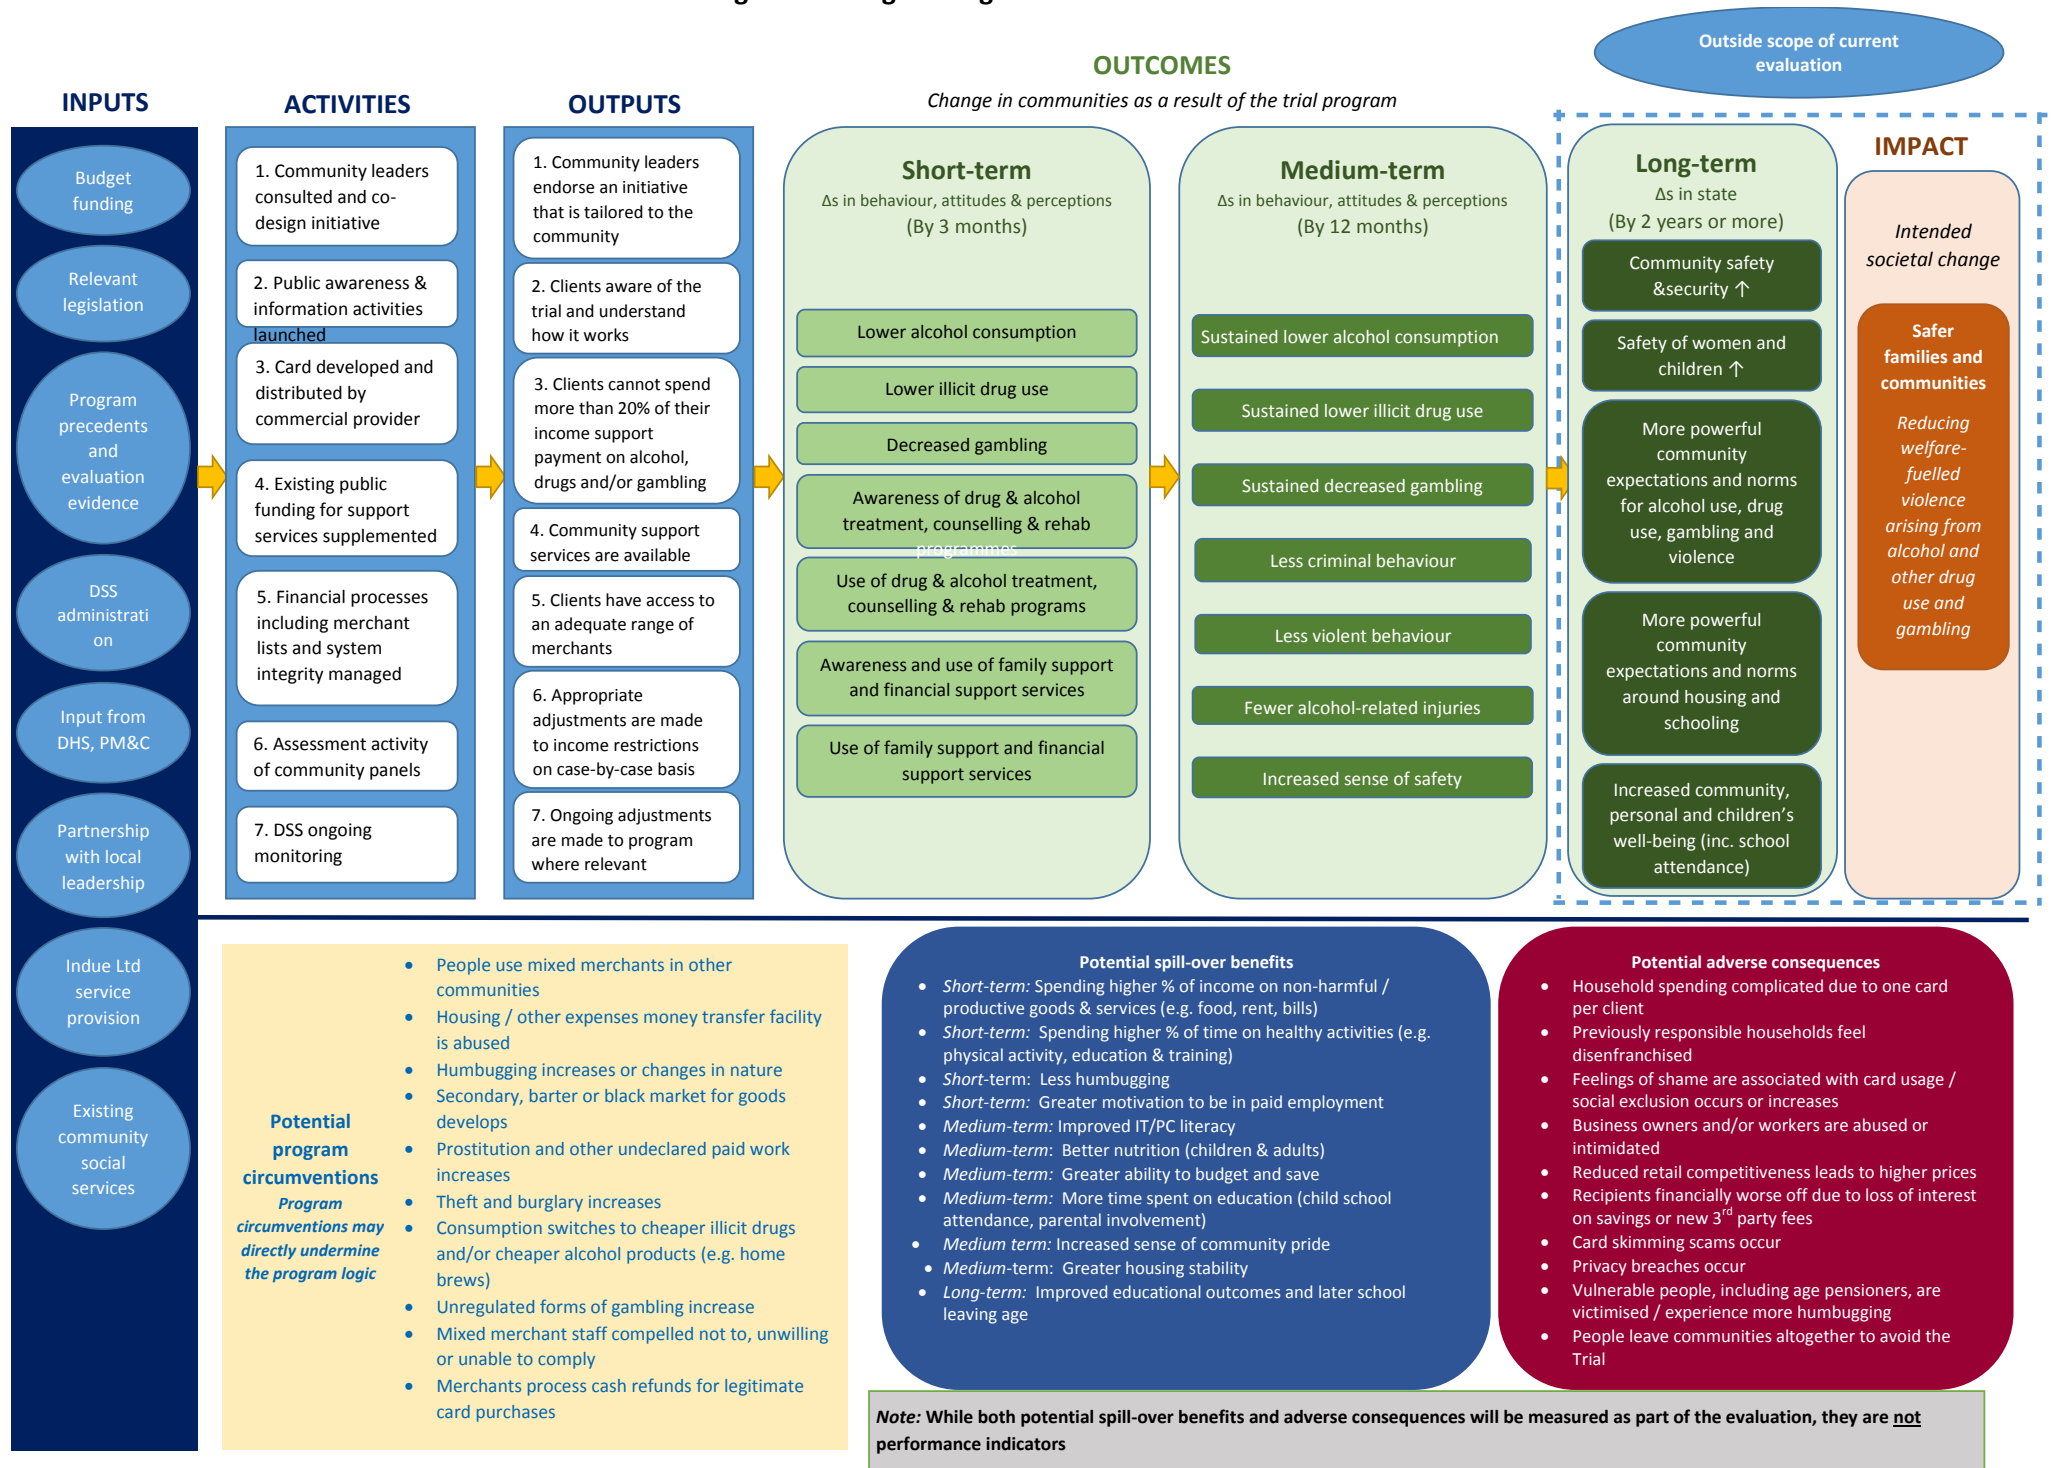 OUTCOMES
Change in communities as a result of the trial program
Outside scope of current
evaluation
INPUTS
Budget
funding
Relevant
legislation
Program
precedents
and
evaluation
evidence
DSS
administrati
on
Input from
DHS, PM&C
Partnership
with local
leadership
Indue Ltd
service
provision
Existing
community
social
services
ACTIVITIES
1. Community leaders
consulted and co-
design initiative
2. Public awareness &
information activities
launched
3. Card developed and
distributed by
commercial provider
4. Existing public
funding for support
services supplemented
5. Financial processes
including merchant
lists and system
integrity managed
6. Assessment activity
of community panels
7. DSS ongoing
monitoring
OUTPUTS
1. Community leaders
endorse an initiative
that is tailored to the
community
2. Clients aware of the
trial and understand
how it works
3. Clients cannot spend
more than 20% of their
income support
payment on alcohol,
drugs and/or gambling
4. Community support
services are available
5. Clients have access to
an adequate range of
merchants
6. Appropriate
adjustments are made
to income restrictions
on case-by-case basis
7. Ongoing adjustments
are made to program
where relevant
Short-term
Δs in behaviour, attitudes & perceptions
(By 3 months)
Lower alcohol consumption
Lower illicit drug use
Decreased gambling
Awareness of drug & alcohol
treatment, counselling & rehab
programmes
Use of drug & alcohol treatment,
counselling & rehab programs
Awareness and use of family support
and financial support services
Use of family support and financial
support services
Medium-term
Δs in behaviour, attitudes & perceptions
(By 12 months)
Sustained lower alcohol consumption
Sustained lower illicit drug use
Sustained decreased gambling
Less criminal behaviour
Less violent behaviour
Fewer alcohol-related injuries
Increased sense of safety
Long-term
Δs in state
(By 2 years or more)
Community safety
&security ↑
Safety of women and
children ↑
More powerful
community
expectations and norms
for alcohol use, drug
use, gambling and
violence
More powerful
community
expectations and norms
around housing and
schooling
Increased community,
personal and children's
well-being (inc. school
attendance)
IMPACT
Intended
societal change
Safer
families and
communities
Reducing
welfare-
fuelled
violence
arising from
alcohol and
other drug
use and
gambling
Potential
program
circumventions
Program
circumventions may
directly undermine
the program logic
• People use mixed merchants in other
communities
• Housing / other expenses money transfer facility
is abused
• Humbugging increases or changes in nature
• Secondary, barter or black market for goods
develops
• Prostitution and other undeclared paid work
increases
• Theft and burglary increases
• Consumption switches to cheaper illicit drugs
and/or cheaper alcohol products (e.g. home
brews)
• Unregulated forms of gambling increase
• Mixed merchant staff compelled not to, unwilling
or unable to comply
• Merchants process cash refunds for legitimate
card purchases
Potential spill-over benefits
• Short-term: Spending higher % of income on non-harmful /
productive goods & services (e.g. food, rent, bills)
• Short-term: Spending higher % of time on healthy activities (e.g.
physical activity, education & training)
• Short-term: Less humbugging
• Short-term: Greater motivation to be in paid employment
• Medium-term: Improved IT/PC literacy
• Medium-term: Better nutrition (children & adults)
• Medium-term: Greater ability to budget and save
• Medium-term: More time spent on education (child school
attendance, parental involvement)
• Medium term: Increased sense of community pride
• Medium-term: Greater housing stability
• Long-term: Improved educational outcomes and later school
leaving age
Potential adverse consequences
• Household spending complicated due to one card
per client
• Previously responsible households feel
disenfranchised
• Feelings of shame are associated with card usage /
social exclusion occurs or increases
• Business owners and/or workers are abused or
intimidated
• Reduced retail competitiveness leads to higher prices
• Recipients financially worse off due to loss of interest
on savings or new 3rd party fees
• Card skimming scams occur
• Privacy breaches occur
• Vulnerable people, including age pensioners, are
victimised / experience more humbugging
• People leave communities altogether to avoid the
Trial
Note: While both potential spill-over benefits and adverse consequences will be measured as part of the evaluation, they are not
performance indicators